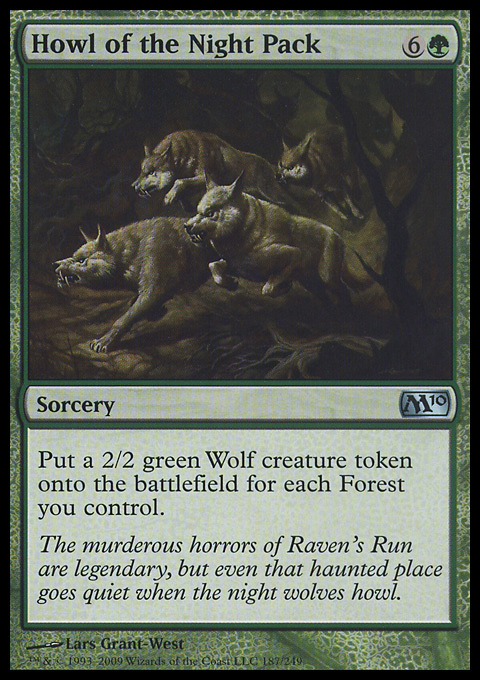 Howl of the Night Pack 6
Sorcery M10
Put a 2/2 green Wolf creature token
onto the battlefield for each Forest
you control.
The murderous horrors of Raven's Run
are legendary, but even that haunted place
goes quiet when the night wolves howl.
Lars Grant-West
™ & © 1993–2009 Wizards of the Coast LLC 187/249